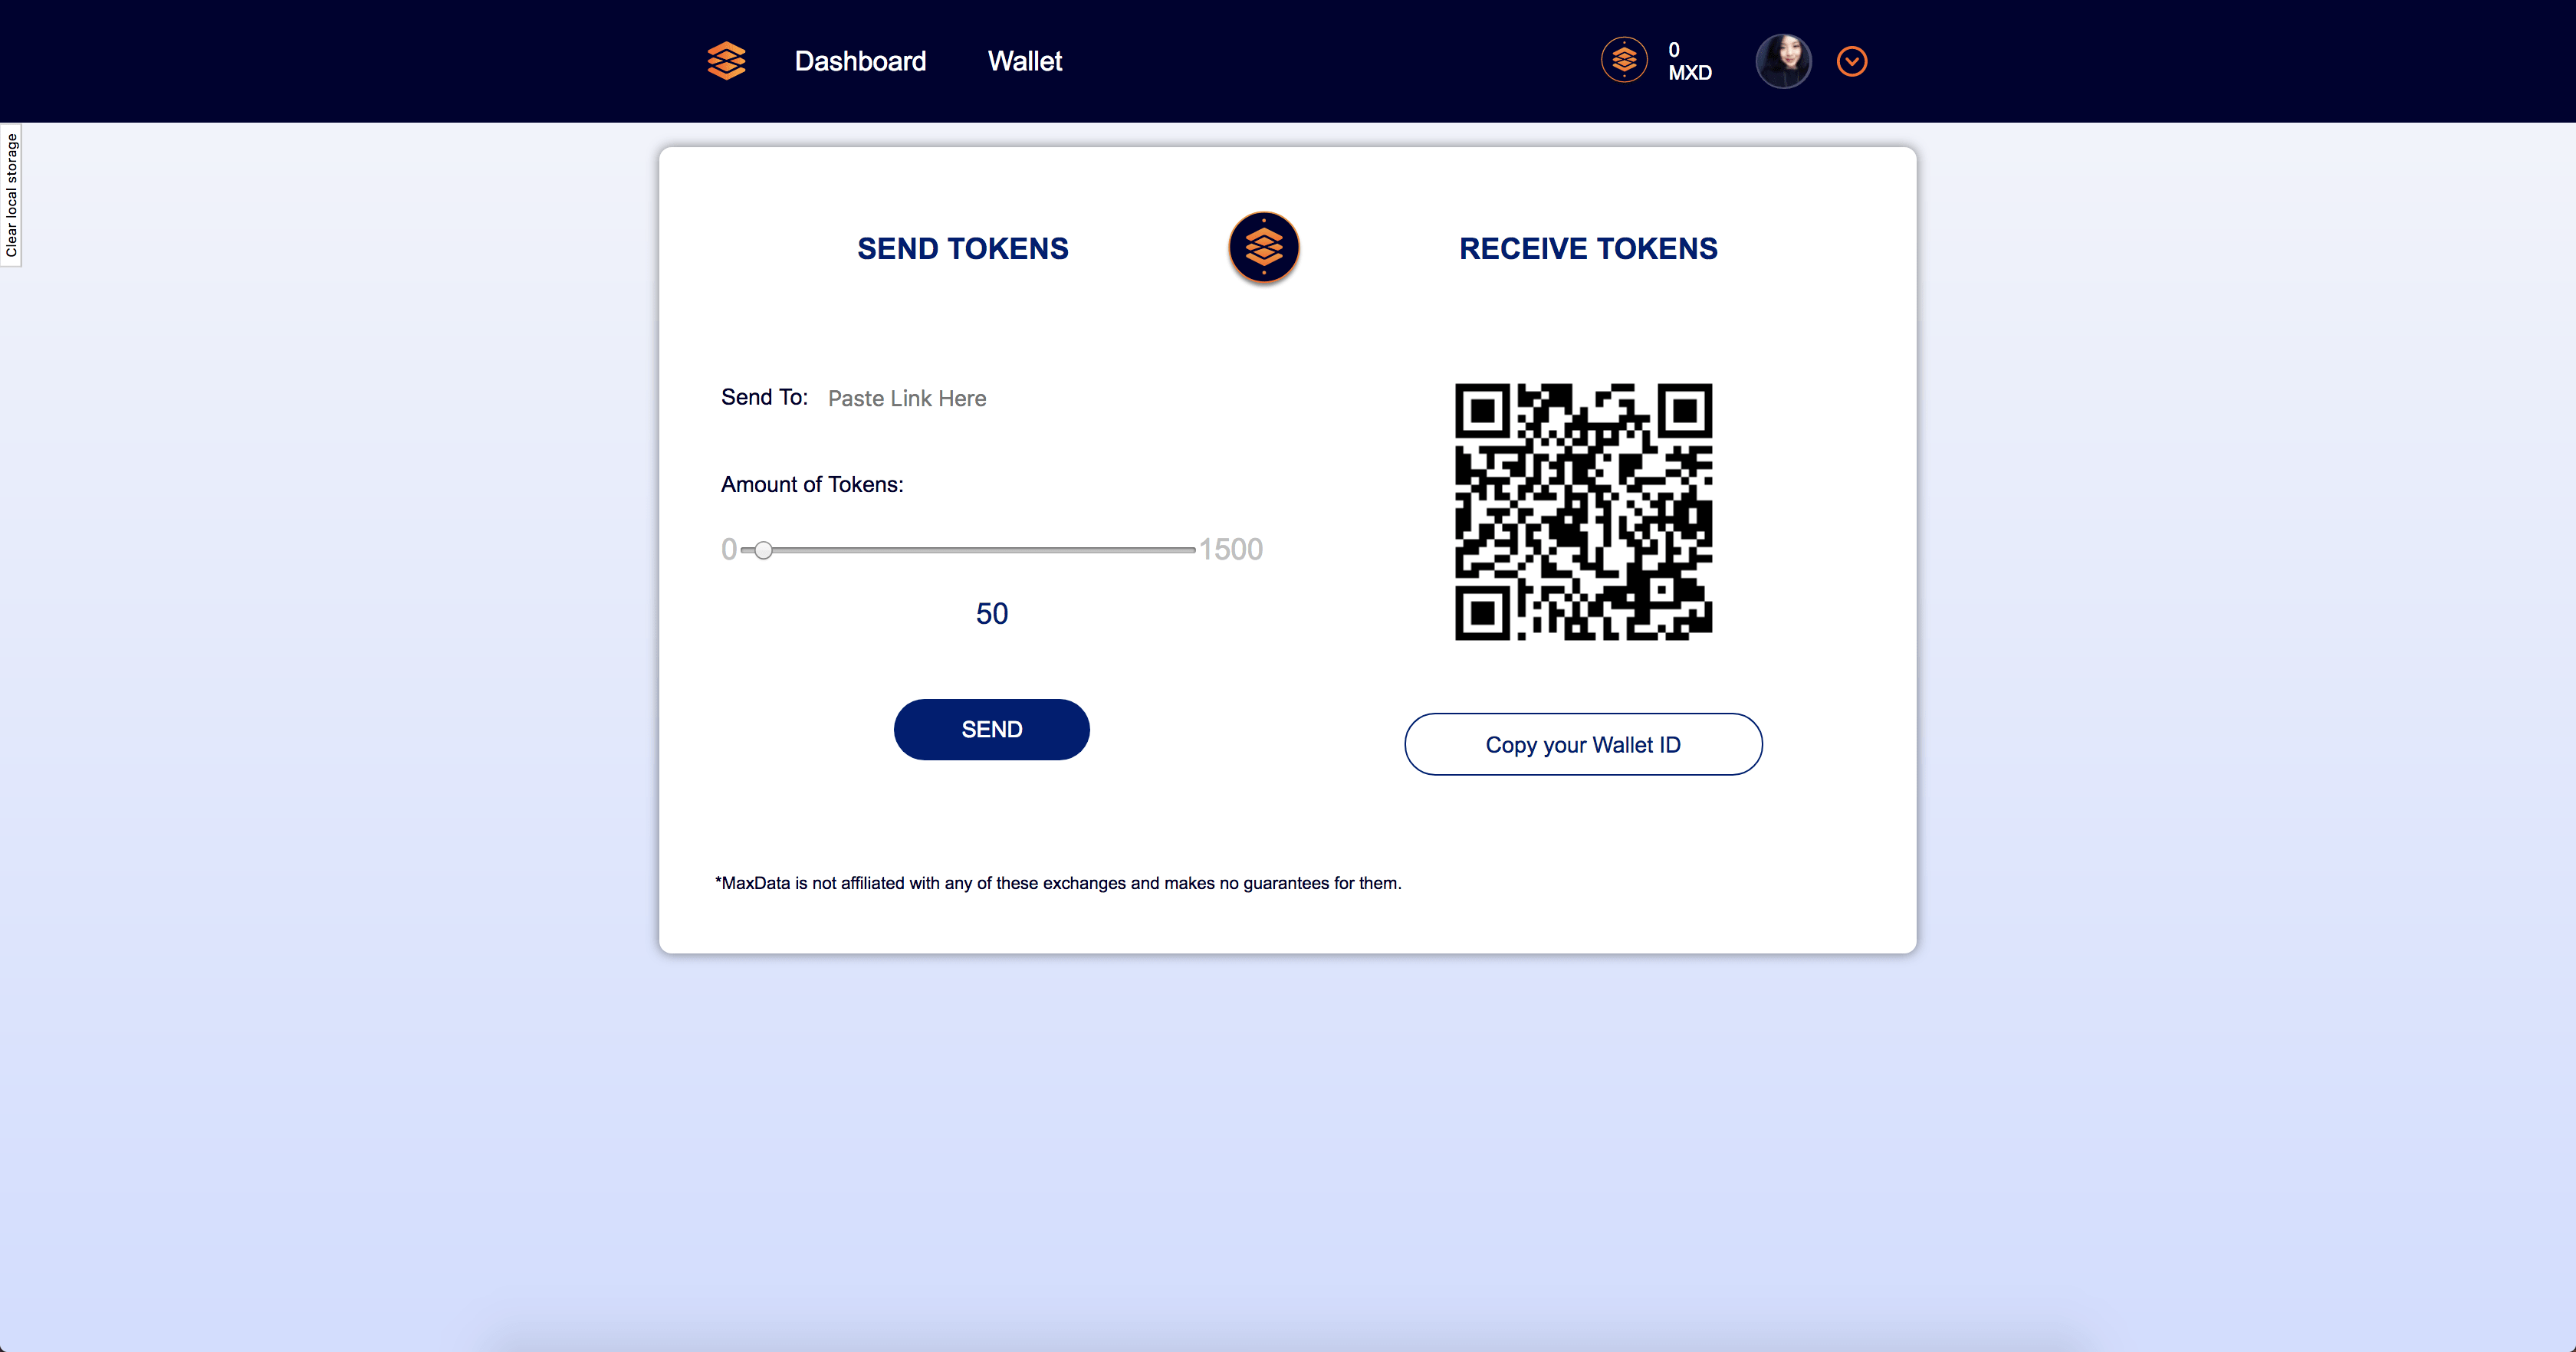 Dashboard
Wallet
0
MXD
Clear local storage
SEND TOKENS
RECEIVE TOKENS
Send To: Paste Link Here
Amount of Tokens:
0 1500
50
SEND
Copy your Wallet ID
*MaxData is not affiliated with any of these exchanges and makes no guarantees for them.